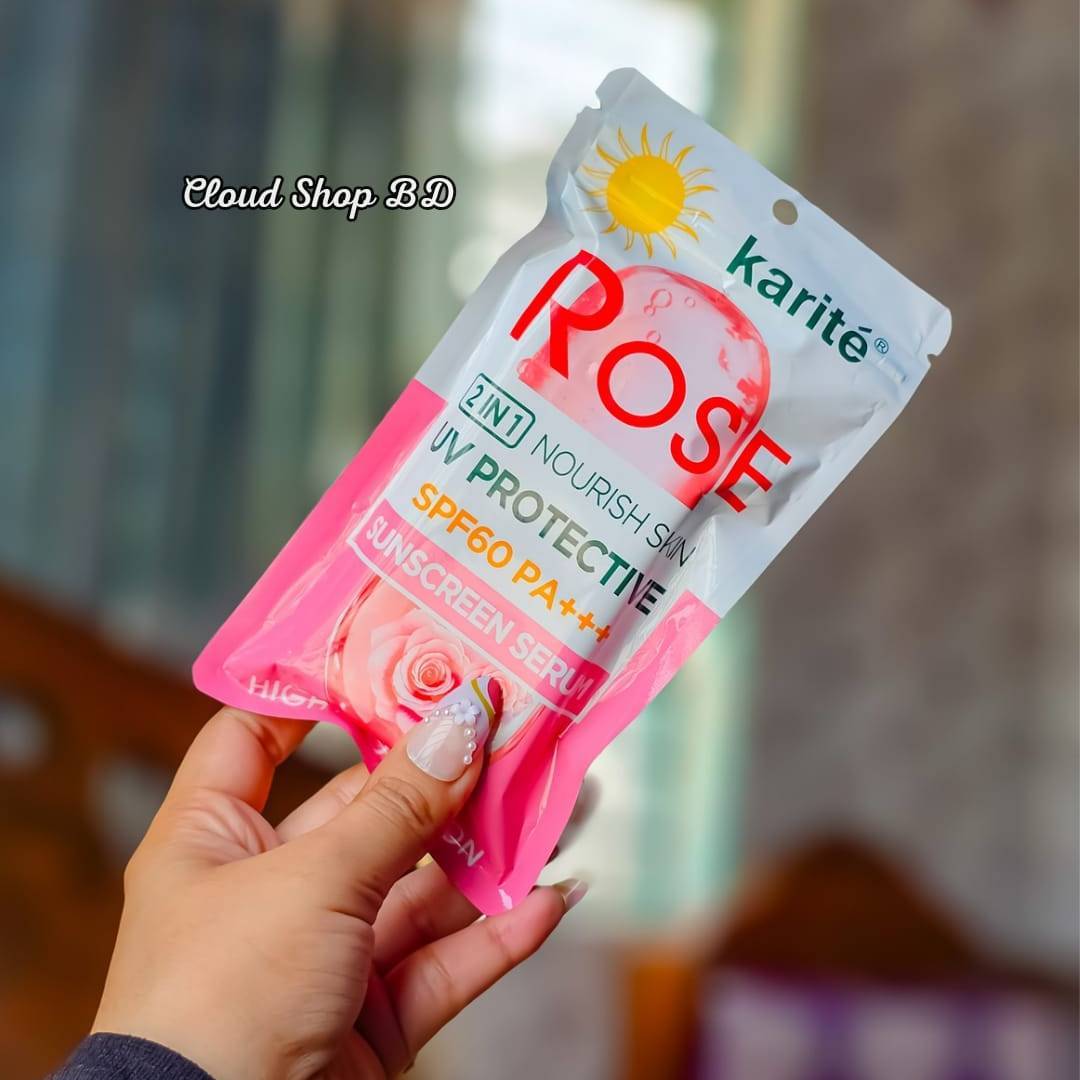 Cloud Shop BD
karité®
ROSE
2 IN 1 NOURISH SKIN
UV PROTECTIVE
SPF60 PA+++
SUNSCREEN SERUM